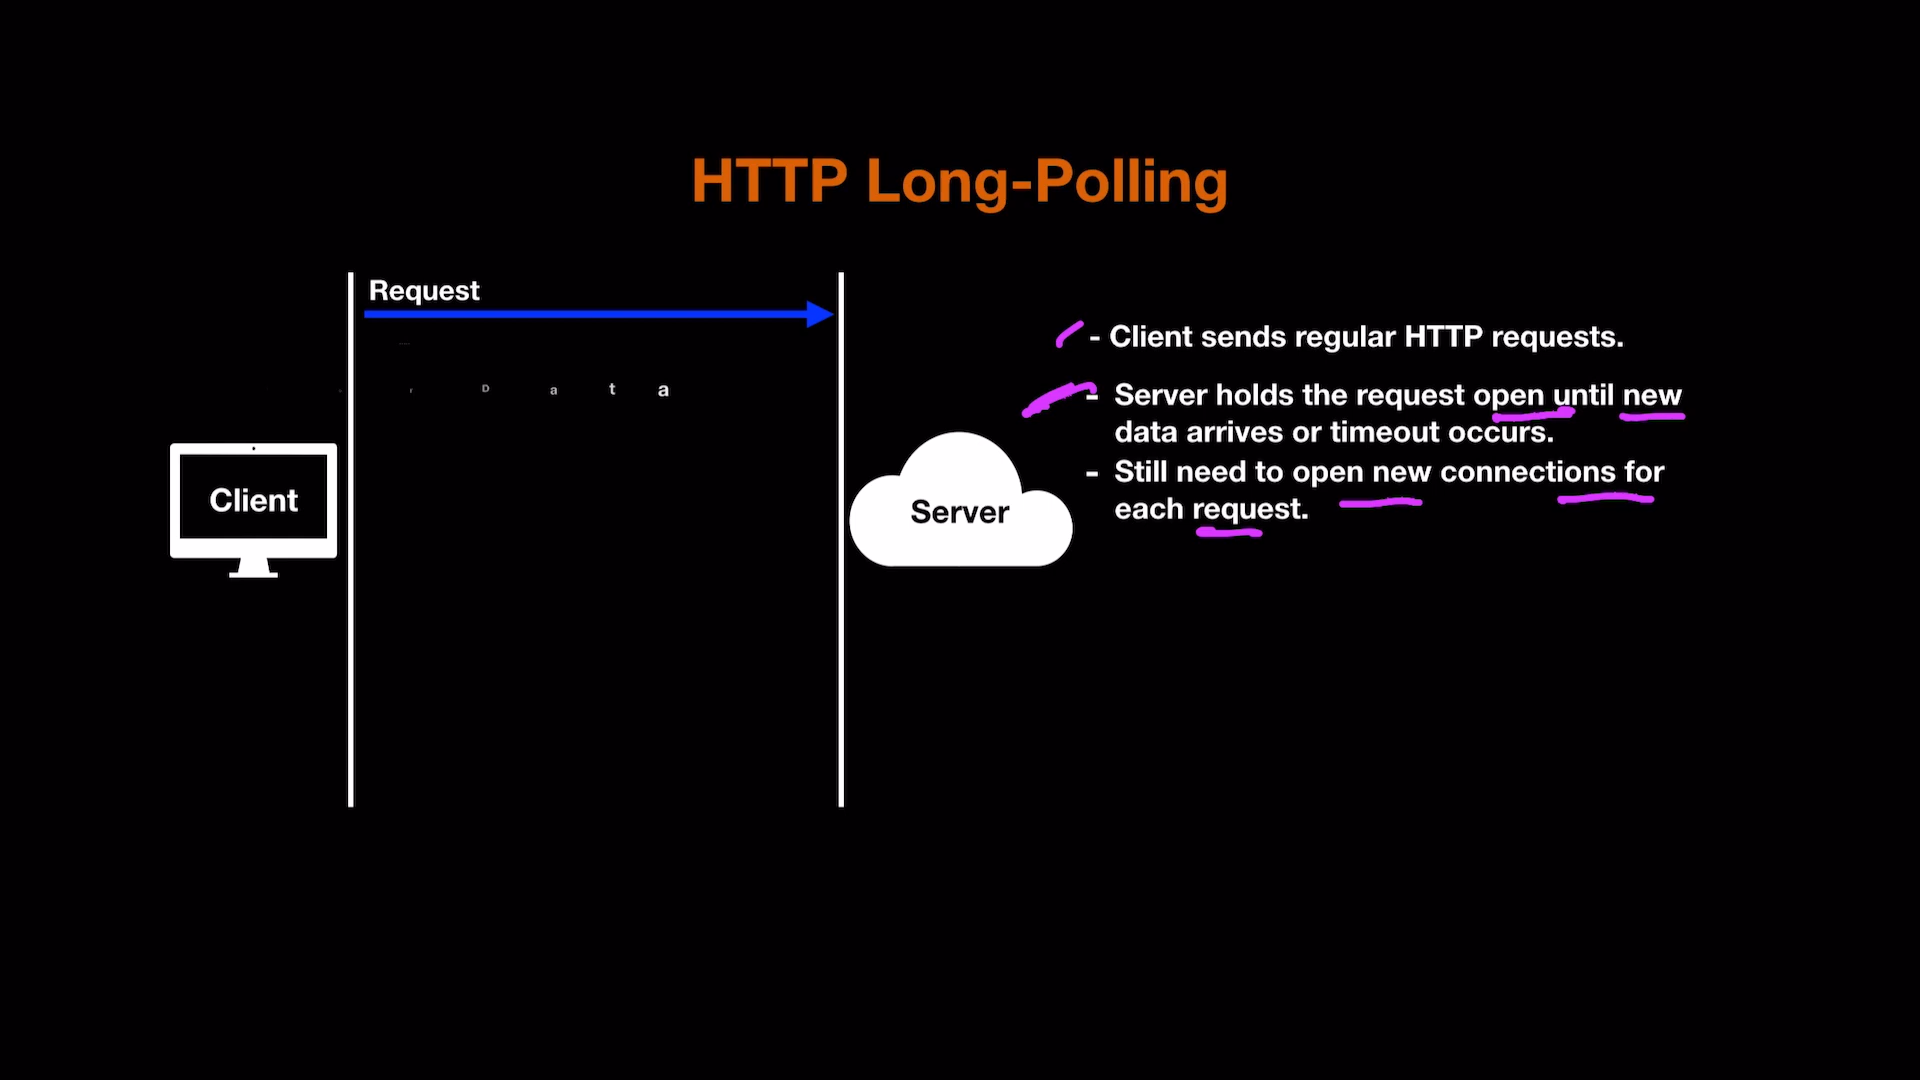 HTTP Long-Polling
Request
r D a t a
Client
Server
- Client sends regular HTTP requests.
- Server holds the request open until new
data arrives or timeout occurs.
- Still need to open new connections for
each request.